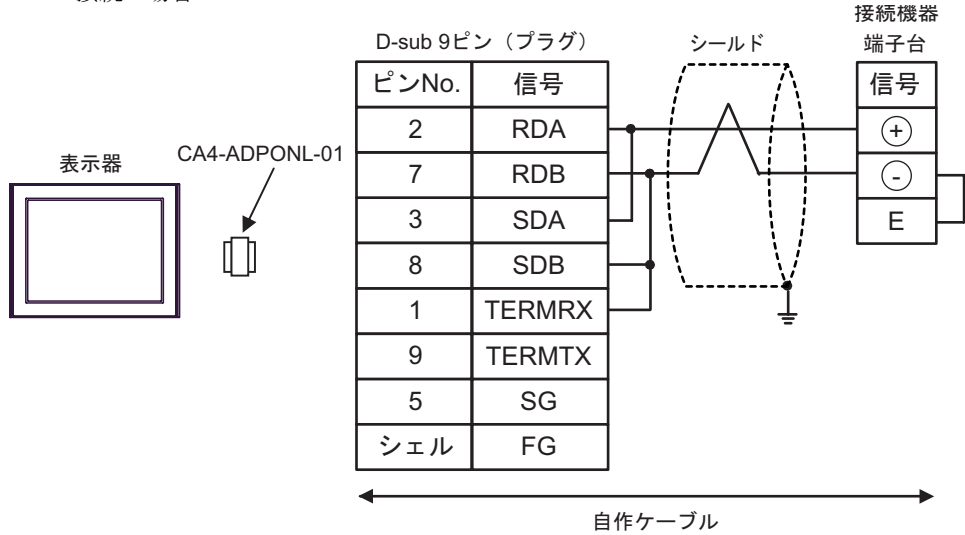 接続機器
D-sub 9ピン（プラグ）
シールド
端子台
ピンNo.
信号
信号
2
RDA
+
CA4-ADPONL-01
表示器
7
RDB
-
3
SDA
E
8
SDB
1
TERMRX
9
TERMTX
5
SG
シェル
FG
自作ケーブル